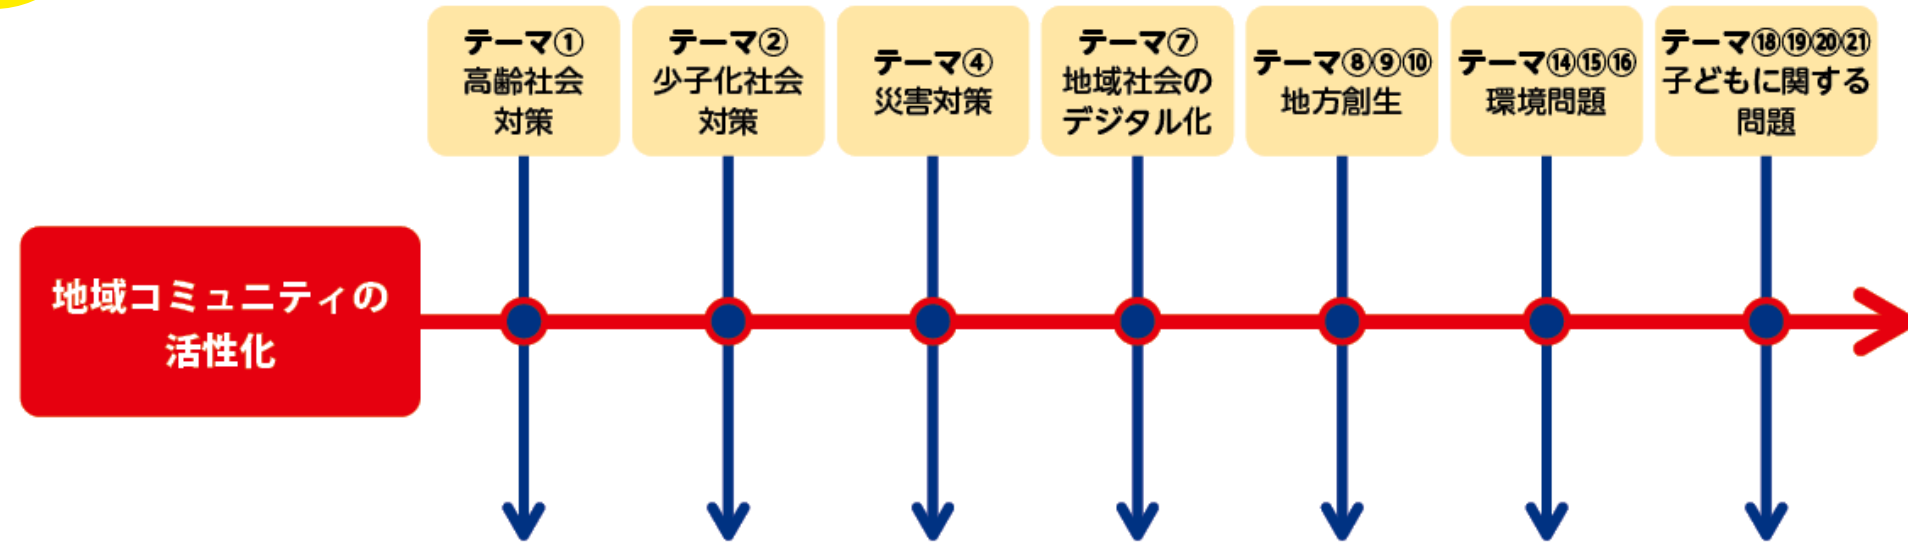 テーマ①
高齢社会
対策
テーマ②
少子化社会
対策
テーマ④
災害対策
テーマ⑦
地域社会の
デジタル化
テーマ⑧⑨⑩
地方創生
テーマ⑭⑮⑯
環境問題
テーマ⑱⑲⑳㉑
子どもに関する
問題
地域コミュニティの
活性化